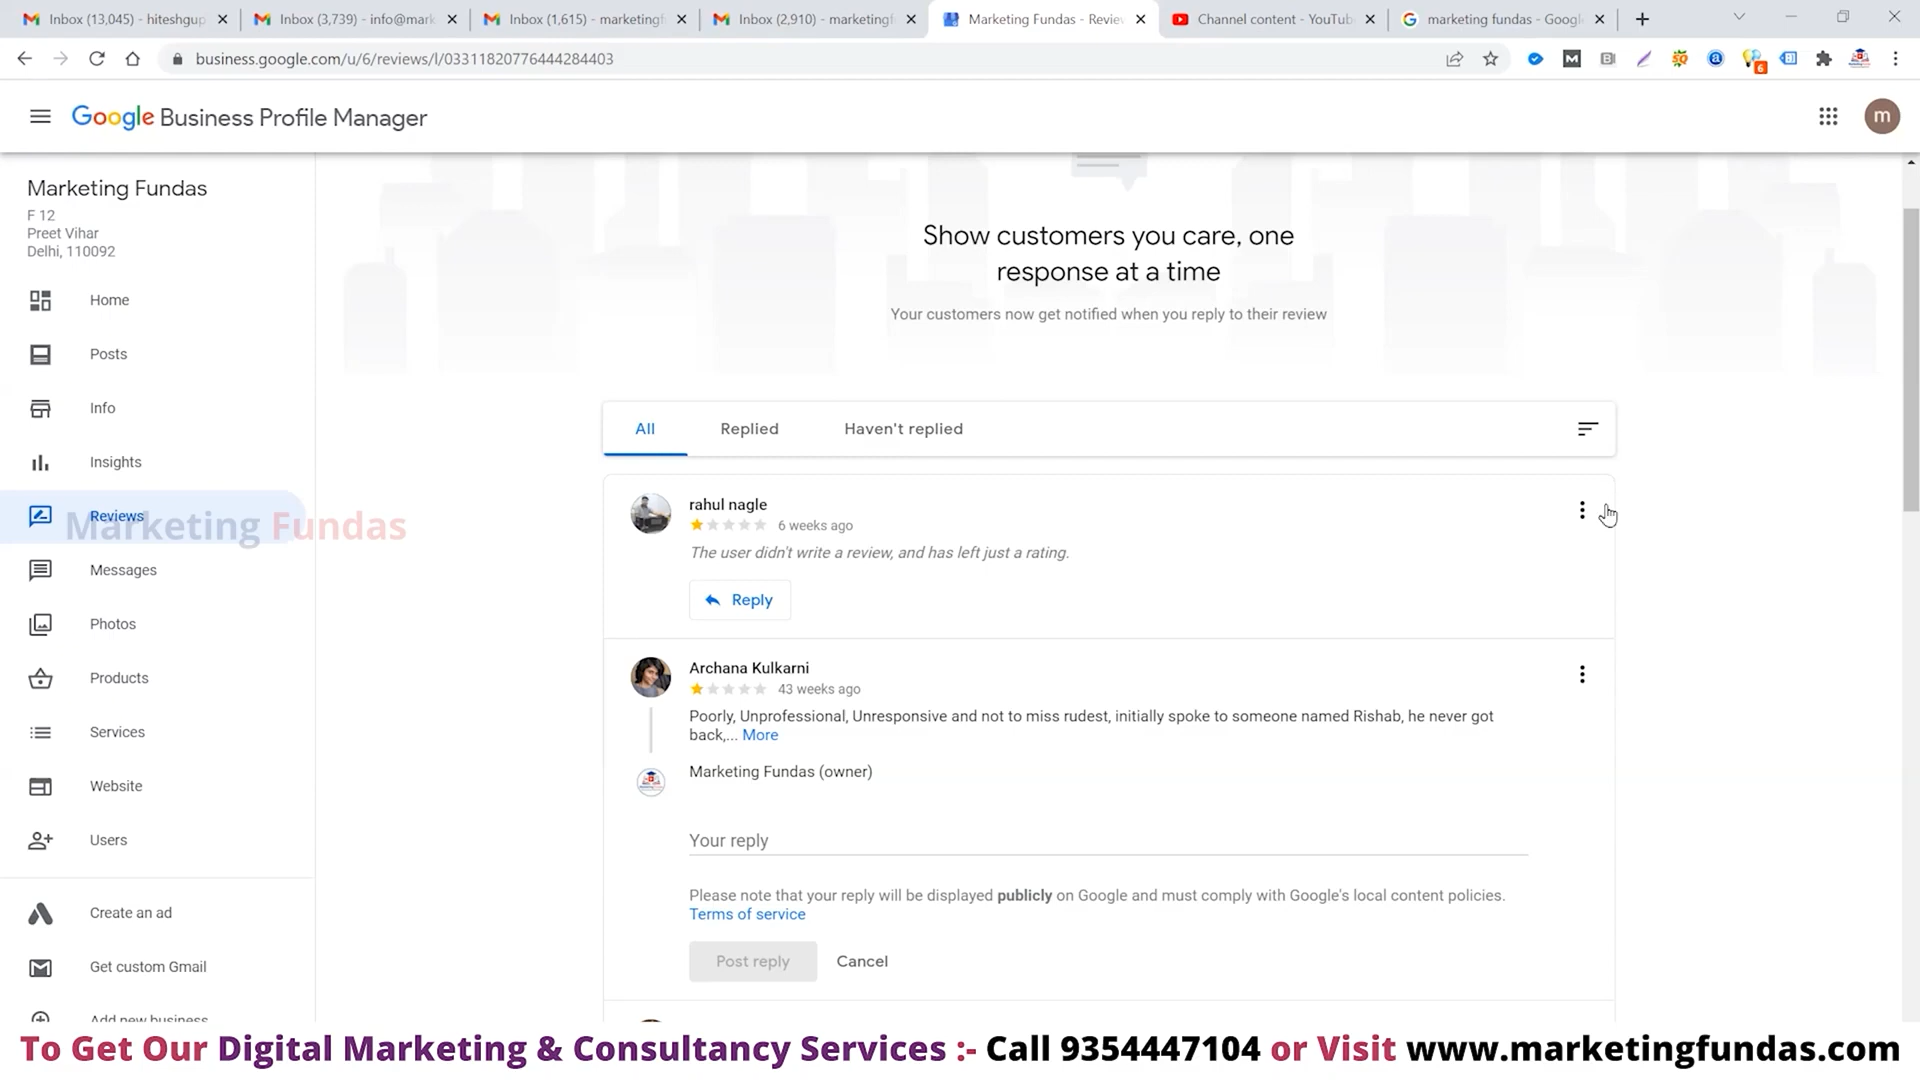 Inbox (13,045) - hiteshgup
Inbox (3,739) - info@mark
Inbox (1,615) - marketingf
Inbox (2,910) - marketingf
Marketing Fundas - Review
Channel content - YouTub
marketing fundas - Google
business.google.com/u/6/reviews/l/03311820776444284403
6
Google Business Profile Manager
m
Marketing Fundas
F 12
Preet Vihar
Delhi, 110092
Home
Posts
Info
Insights
Reviews
Marketing Fundas
Messages
Photos
Products
Services
Website
Users
Create an ad
Get custom Gmail
Add new business
Show customers you care, one
response at a time
Your customers now get notified when you reply to their review
All
Replied
Haven't replied
rahul nagle
6 weeks ago
The user didn't write a review, and has left just a rating.
Reply
Archana Kulkarni
43 weeks ago
Poorly, Unprofessional, Unresponsive and not to miss rudest, initially spoke to someone named Rishab, he never got
back,... More
Marketing Fundas (owner)
Your reply
Please note that your reply will be displayed publicly on Google and must comply with Google's local content policies.
Terms of service
Post reply
Cancel
To Get Our Digital Marketing & Consultancy Services :- Call 9354447104 or Visit www.marketingfundas.com